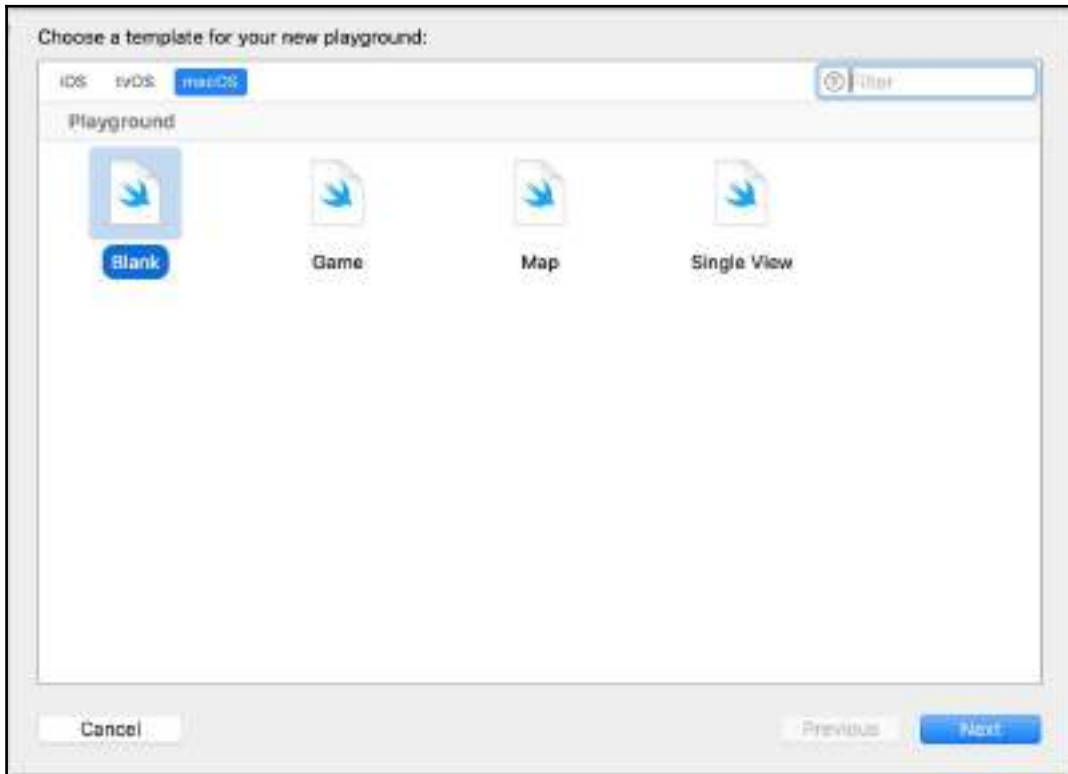 Choose a template for your new playground:
iOS tvOS macOS Filter
Playground
Blank Game Map Single View
Cancel Previous Next